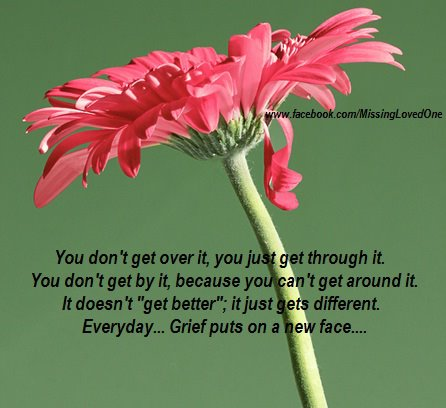 www.facebook.com/MissingLovedOne
You don't get over it, you just get through it.
You don't get by it, because you can't get around it.
It doesn't "get better"; it just gets different.
Everyday... Grief puts on a new face....